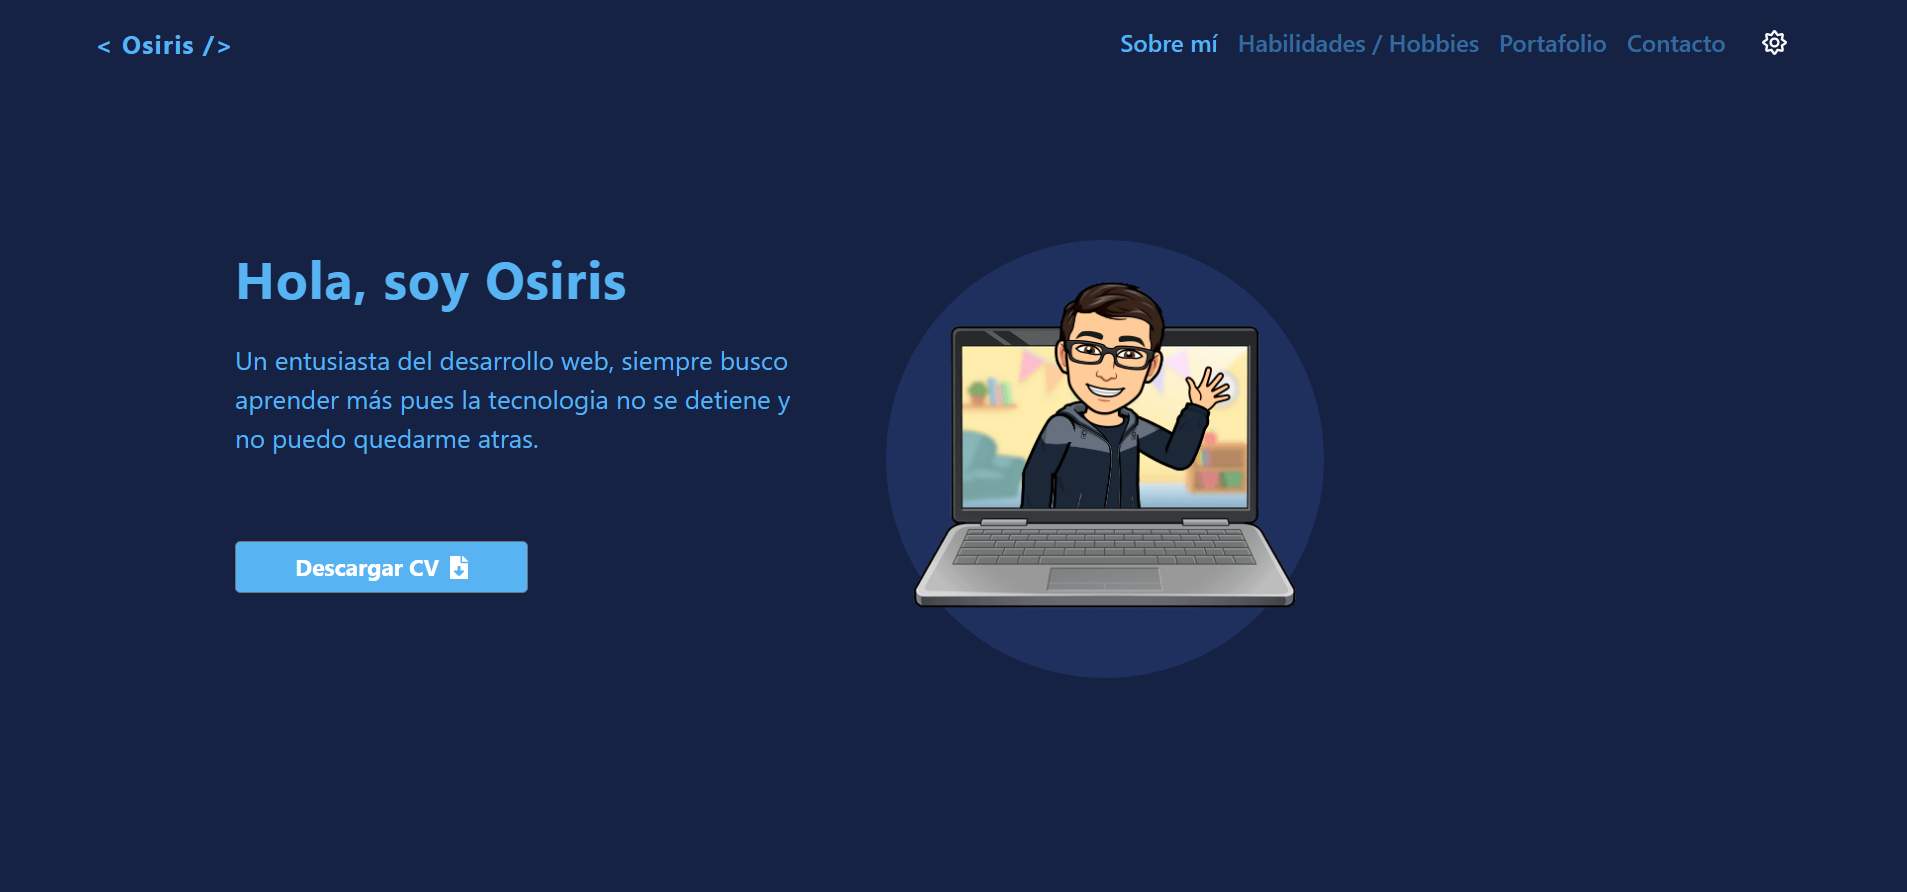 < Osiris />
Sobre mí Habilidades / Hobbies Portafolio Contacto
Hola, soy Osiris
Un entusiasta del desarrollo web, siempre busco
aprender más pues la tecnologia no se detiene y
no puedo quedarme atras.
Descargar CV